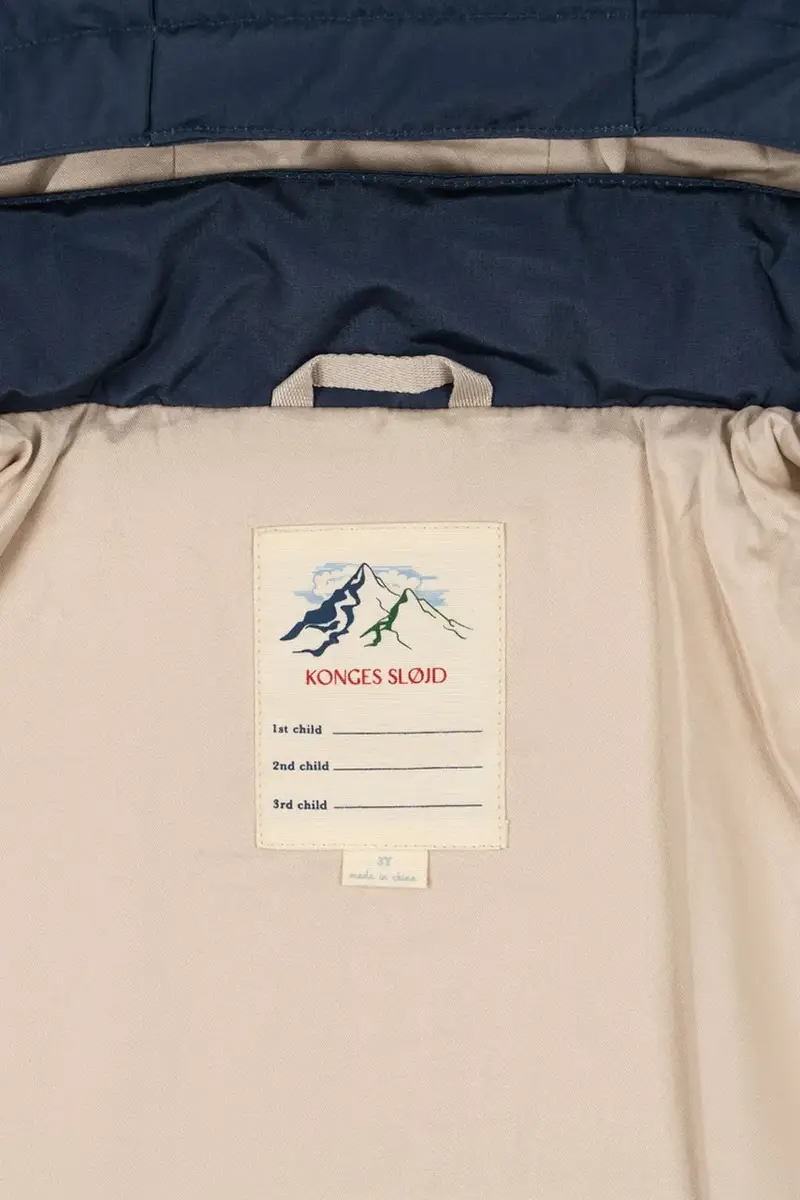 KONGES SLØJD
1st child
2nd child
3rd child
3Y
made in china